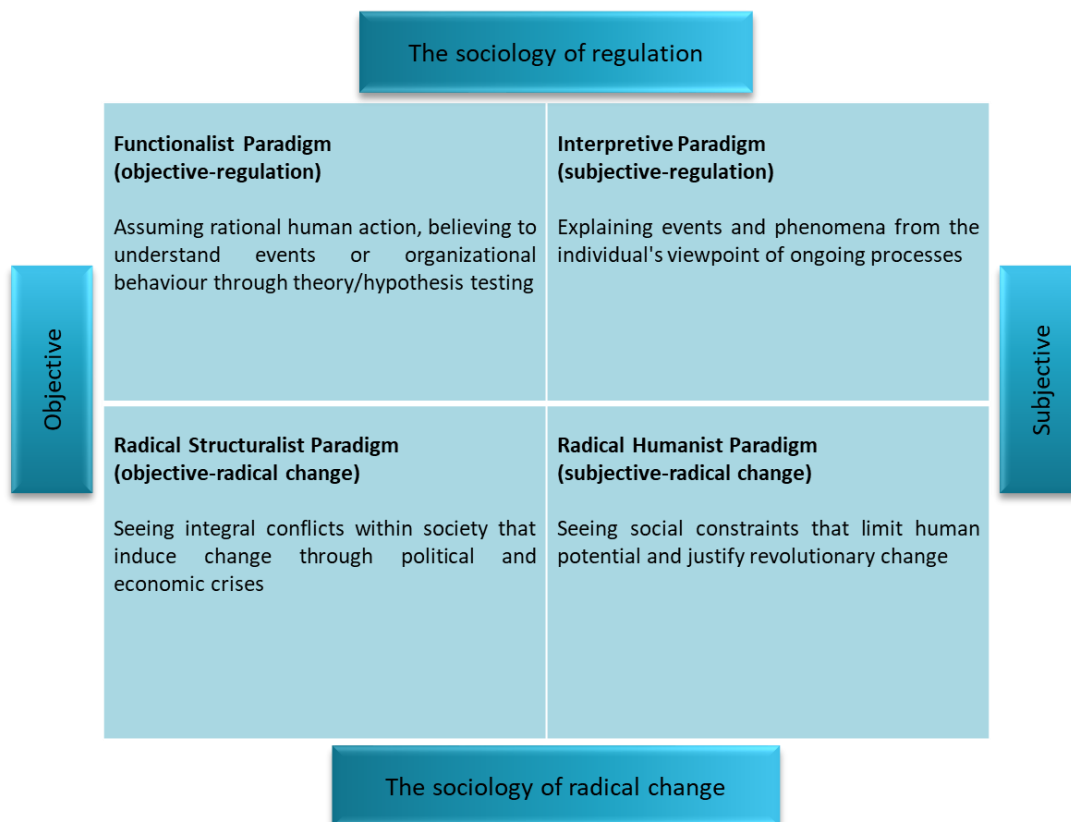 The sociology of regulation
Functionalist Paradigm
(objective-regulation)
Assuming rational human action, believing to
understand events or organizational
behaviour through theory/hypothesis testing
Interpretive Paradigm
(subjective-regulation)
Explaining events and phenomena from the
individual's viewpoint of ongoing processes
Objective
Subjective
Radical Structuralist Paradigm
(objective-radical change)
Seeing integral conflicts within society that
induce change through political and
economic crises
Radical Humanist Paradigm
(subjective-radical change)
Seeing social constraints that limit human
potential and justify revolutionary change
The sociology of radical change